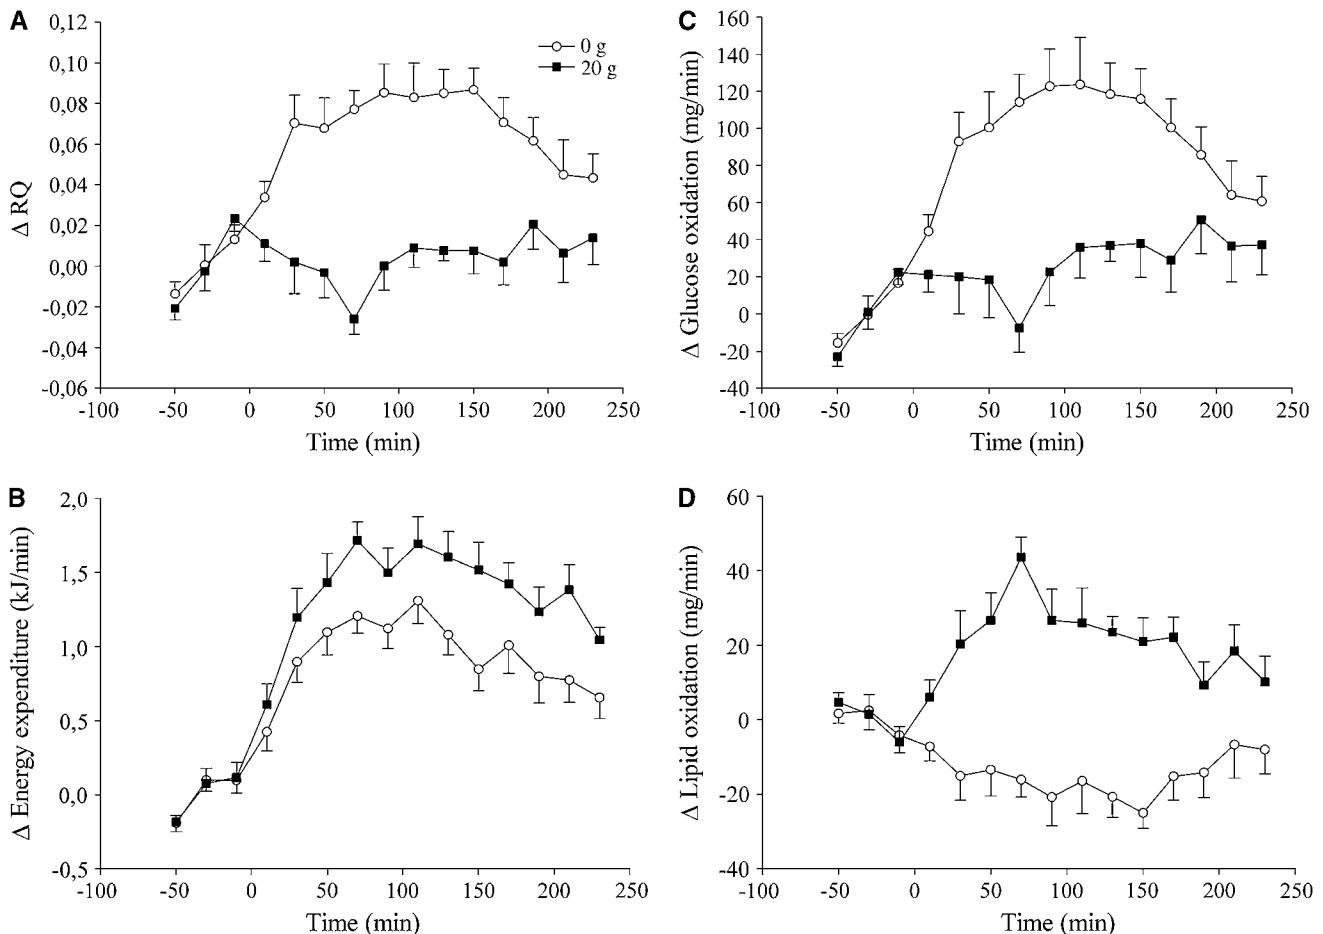 A
0,12
0,10
0,08
0,06
0,04
0,02
0,00
-0,02
-0,04
-0,06
Δ RQ
-100 -50 0 50 100 150 200 250
Time (min)
0 g
20 g
C
160
140
120
100
80
60
40
20
0
-20
-40
Δ Glucose oxidation (mg/min)
-100 -50 0 50 100 150 200 250
Time (min)
B
2,0
1,5
1,0
0,5
0,0
-0,5
Δ Energy expenditure (kJ/min)
-100 -50 0 50 100 150 200 250
Time (min)
D
60
40
20
0
-20
-40
Δ Lipid oxidation (mg/min)
-100 -50 0 50 100 150 200 250
Time (min)